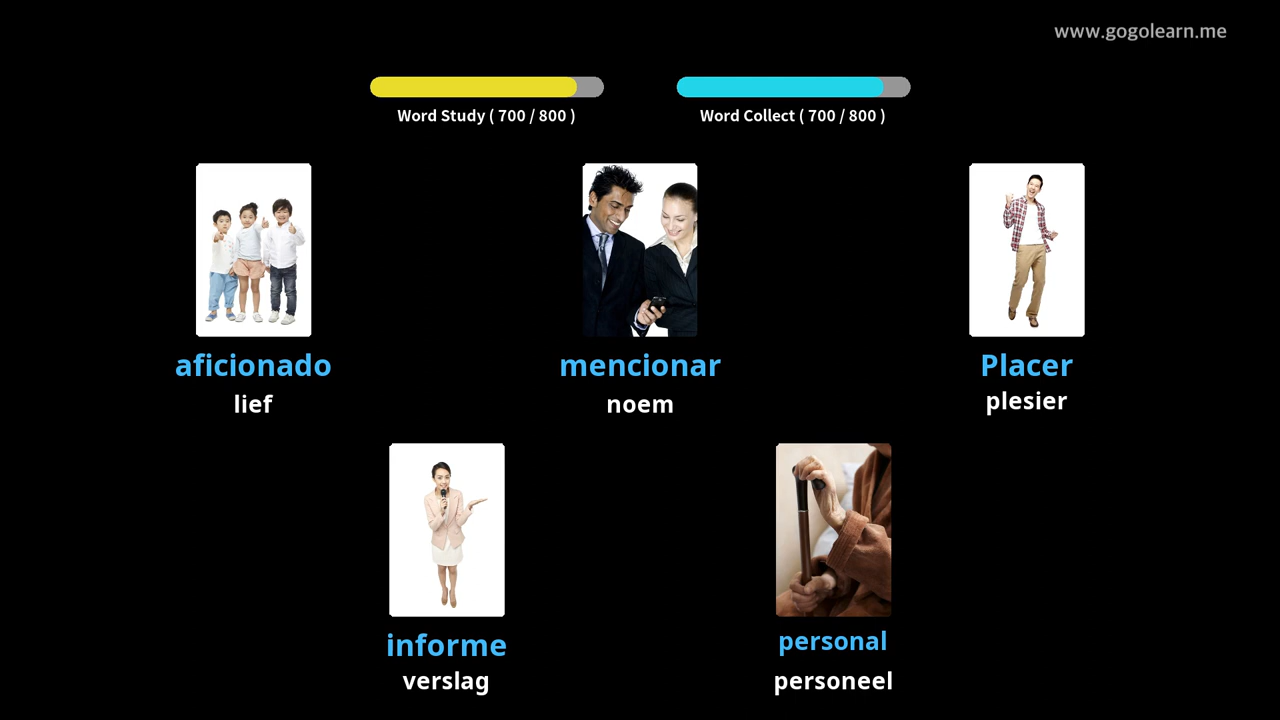 www.gogolearn.me
Word Study ( 700 / 800 )
Word Collect ( 700 / 800 )
aficionado
lief
mencionar
noem
Placer
plesier
informe
verslag
personal
personeel